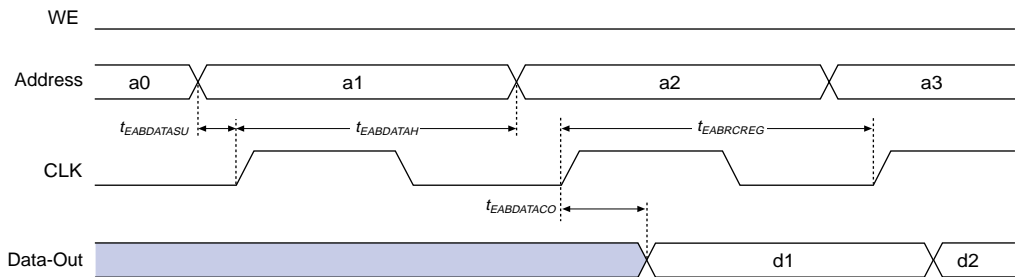 WE
Address a0 a1 a2 a3
tEABDATASU tEABDATAH tEABRCREG
CLK
tEABDATACO
Data-Out d1 d2